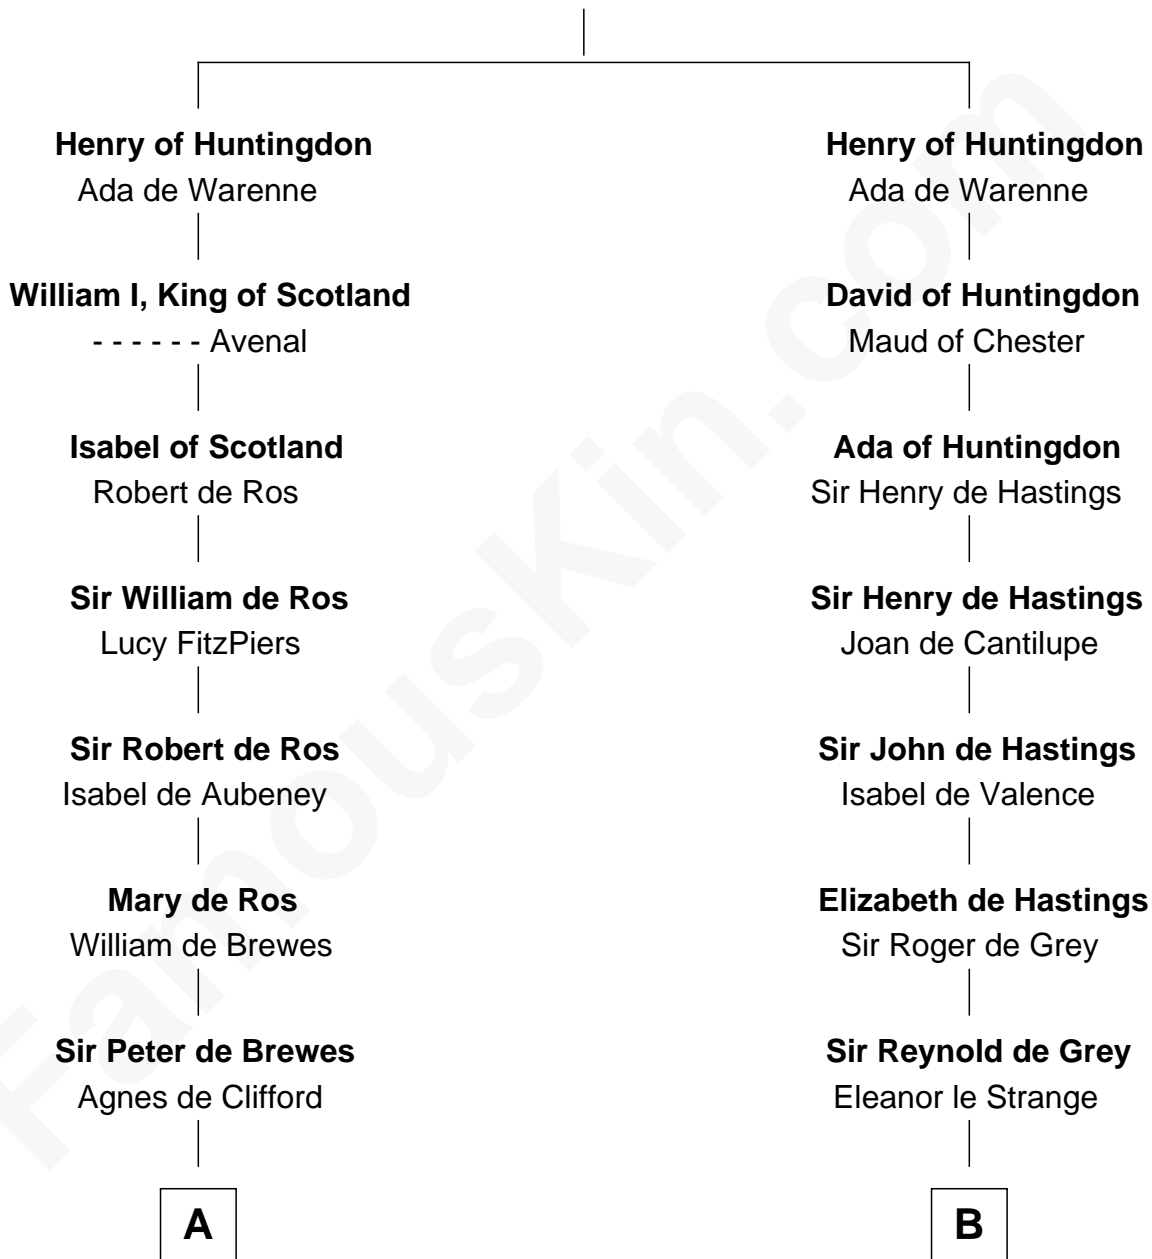 Henry of Huntingdon
Ada de Warenne
William I, King of Scotland
- - - - - - Avenal
Isabel of Scotland
Robert de Ros
Sir William de Ros
Lucy FitzPiers
Sir Robert de Ros
Isabel de Aubeney
Mary de Ros
William de Brewes
Sir Peter de Brewes
Agnes de Clifford
A
Henry of Huntingdon
Ada de Warenne
David of Huntingdon
Maud of Chester
Ada of Huntingdon
Sir Henry de Hastings
Sir Henry de Hastings
Joan de Cantilupe
Sir John de Hastings
Isabel de Valence
Elizabeth de Hastings
Sir Roger de Grey
Sir Reynold de Grey
Eleanor le Strange
B
FamousKin.com